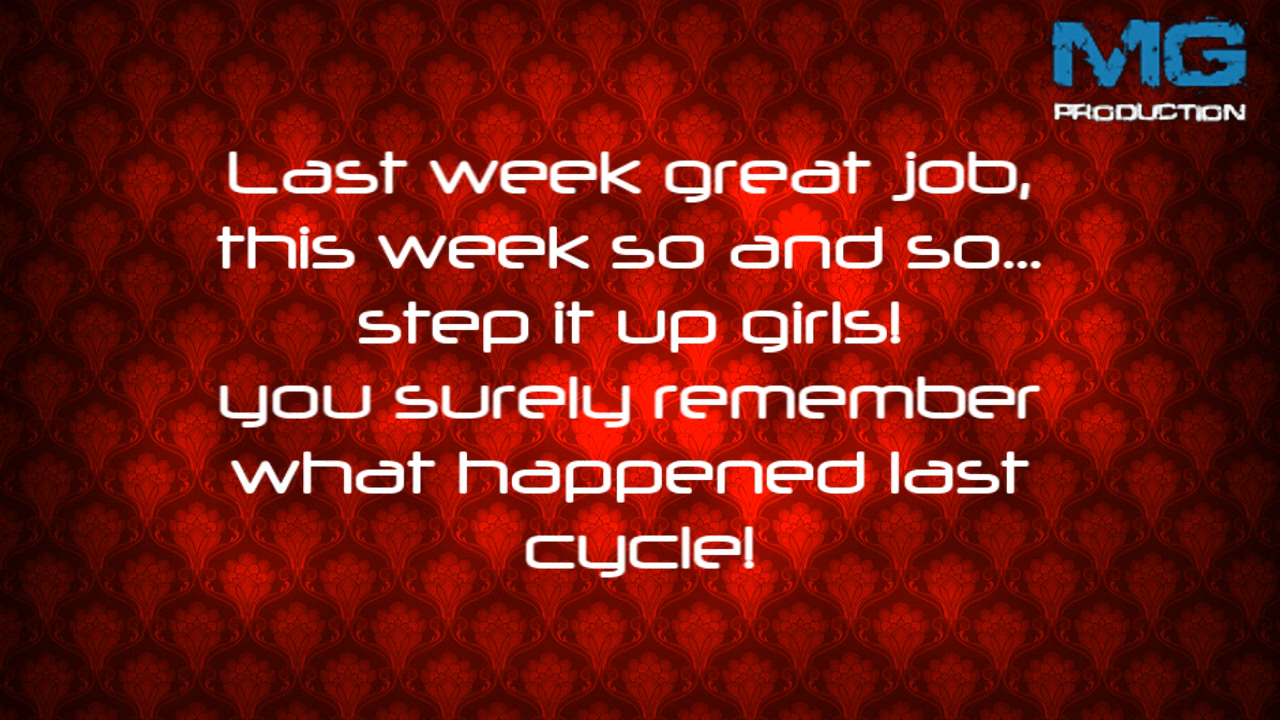 MG
PRODUCTION
Last week great job,
this week so and so...
step it up girls!
you surely remember
what happened last
cycle!